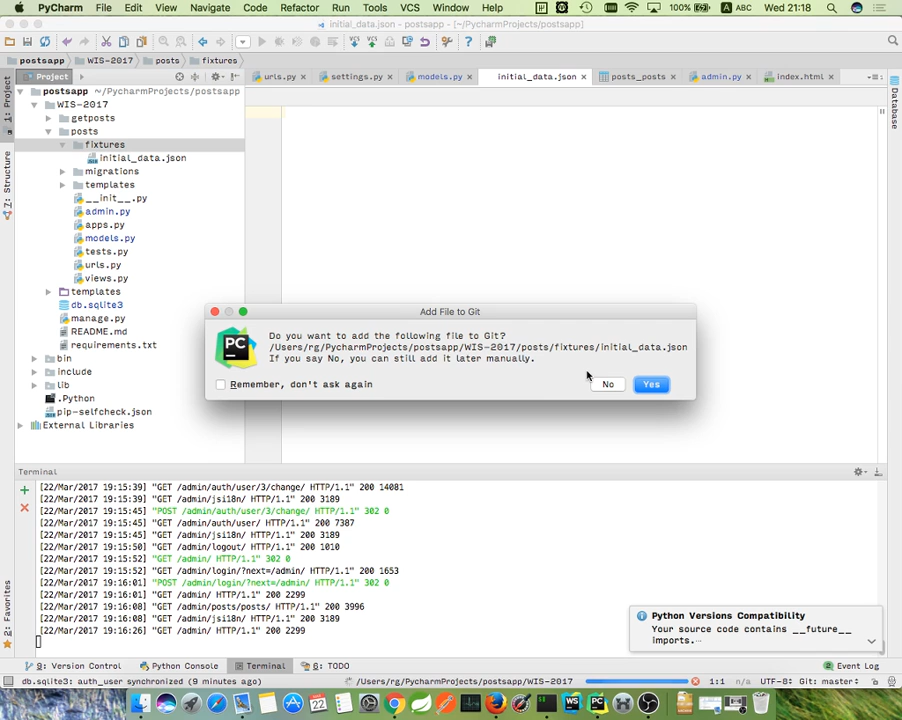 PyCharm File Edit View Navigate Code Refactor Run Tools VCS Window Help 100% ABC Wed 21:18
initial_data.json - postsapp - [~/PycharmProjects/postsapp]
postsapp WIS-2017 posts fixtures
Project urls.py settings.py models.py initial_data.json posts_posts admin.py index.html
1: Project
7: Structure
2: Favorites
Database
postsapp ~/PycharmProjects/postsapp
WIS-2017
getposts
posts
fixtures
initial_data.json
migrations
templates
__init__.py
admin.py
apps.py
models.py
tests.py
urls.py
views.py
templates
db.sqlite3
manage.py
README.md
requirements.txt
bin
include
lib
.Python
pip-selfcheck.json
External Libraries
Add File to Git
PC
Do you want to add the following file to Git?
/Users/rg/PycharmProjects/postsapp/WIS-2017/posts/fixtures/initial_data.json
If you say No, you can still add it later manually.
Remember, don't ask again
No Yes
Terminal
[22/Mar/2017 19:15:39] "GET /admin/auth/user/3/change/ HTTP/1.1" 200 14081
[22/Mar/2017 19:15:39] "GET /admin/jsi18n/ HTTP/1.1" 200 3189
[22/Mar/2017 19:15:45] "POST /admin/auth/user/3/change/ HTTP/1.1" 302 0
[22/Mar/2017 19:15:45] "GET /admin/auth/user/ HTTP/1.1" 200 7387
[22/Mar/2017 19:15:45] "GET /admin/jsi18n/ HTTP/1.1" 200 3189
[22/Mar/2017 19:15:50] "GET /admin/logout/ HTTP/1.1" 200 1010
[22/Mar/2017 19:15:52] "GET /admin/ HTTP/1.1" 302 0
[22/Mar/2017 19:15:52] "GET /admin/login/?next=/admin/ HTTP/1.1" 200 1653
[22/Mar/2017 19:16:01] "POST /admin/login/?next=/admin/ HTTP/1.1" 302 0
[22/Mar/2017 19:16:01] "GET /admin/ HTTP/1.1" 200 2299
[22/Mar/2017 19:16:08] "GET /admin/posts/posts/ HTTP/1.1" 200 3996
[22/Mar/2017 19:16:08] "GET /admin/jsi18n/ HTTP/1.1" 200 3189
[22/Mar/2017 19:16:26] "GET /admin/ HTTP/1.1" 200 2299
Python Versions Compatibility
Your source code contains __future__
imports.…
9: Version Control Python Console Terminal 6: TODO 2 Event Log
db.sqlite3: auth_user synchronized (9 minutes ago) /Users/rg/PycharmProjects/postsapp/WIS-2017 1:1 n/a UTF-8 Git: master